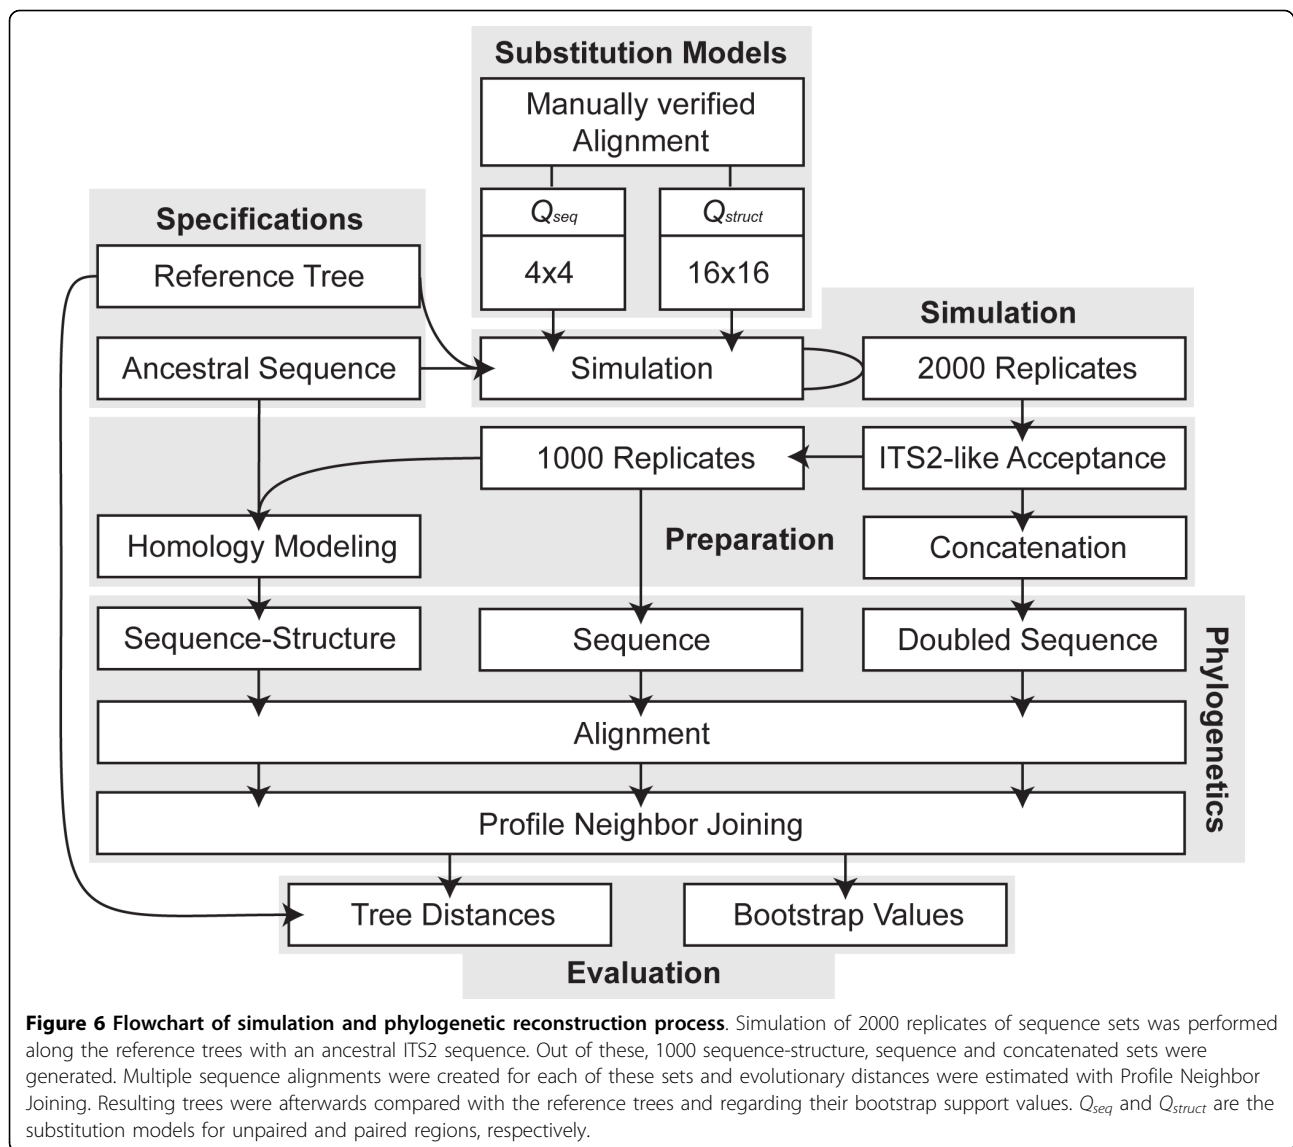 Substitution Models
Manually verified
Alignment
Qseq
Qstruct
4x4
16x16
Specifications
Reference Tree
Ancestral Sequence
Simulation
Simulation
2000 Replicates
1000 Replicates
ITS2-like Acceptance
Homology Modeling
Preparation
Concatenation
Sequence-Structure
Sequence
Doubled Sequence
Phylogenetics
Alignment
Profile Neighbor Joining
Tree Distances
Bootstrap Values
Evaluation
Figure 6 Flowchart of simulation and phylogenetic reconstruction process. Simulation of 2000 replicates of sequence sets was performed
along the reference trees with an ancestral ITS2 sequence. Out of these, 1000 sequence-structure, sequence and concatenated sets were
generated. Multiple sequence alignments were created for each of these sets and evolutionary distances were estimated with Profile Neighbor
Joining. Resulting trees were afterwards compared with the reference trees and regarding their bootstrap support values. Qseq and Qstruct are the
substitution models for unpaired and paired regions, respectively.